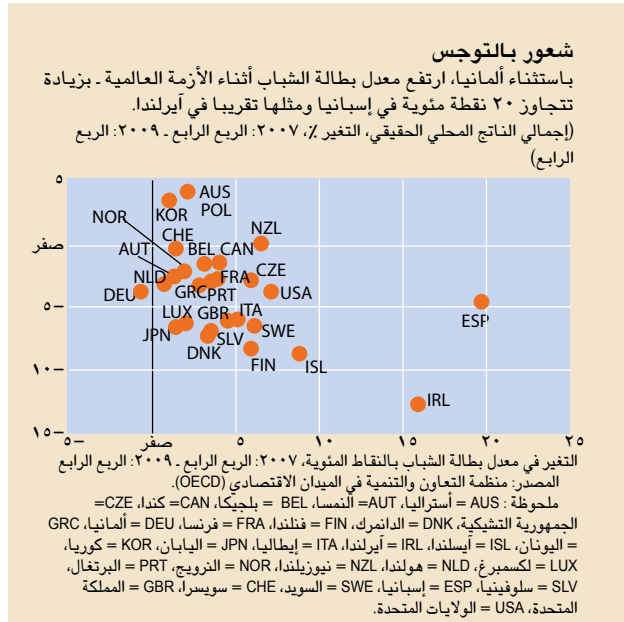 شعور بالتوجس
باستثناء ألمانيا، ارتفع معدل بطالة الشباب أثناء الأزمة العالمية ـ بزيادة
تتجاوز ٢٠ نقطة مئوية في إسبانيا ومثلها تقريبا في آيرلندا.
(إجمالي الناتج المحلي الحقيقي، التغير ٪، ٢٠٠٧: الربع الرابع ـ ٢٠٠٩: الربع
الرابع)
٥
AUS
POL
KOR
NOR
CHE
NZL
صفر
AUT
BEL CAN
NLD
FRA
CZE
DEU
GRC
PRT
USA
٥–
LUX
GBR
ITA
ESP
JPN
SLV
SWE
DNK
FIN
ISL
١٠–
IRL
١٥–
٥–
صفر
٥
١٠
١٥
٢٠
٢٥
التغير في معدل بطالة الشباب بالنقاط المئوية، ٢٠٠٧: الربع الرابع ـ ٢٠٠٩: الربع الرابع
المصدر: منظمة التعاون والتنمية في الميدان الاقتصادي (OECD).
ملحوظة : AUS = أستراليا، AUT= النمسا، BEL = بلجيكا، CAN= كندا، CZE=
الجمهورية التشيكية، DNK = الدانمرك، FIN = فنلندا، FRA = فرنسا، DEU = ألمانيا، GRC
= اليونان، ISL = آيسلندا، IRL = آيرلندا، ITA = إيطاليا، JPN = اليابان، KOR = كوريا،
LUX = لكسمبرغ، NLD = هولندا، NZL = نيوزيلندا، NOR = النرويج، PRT = البرتغال،
SLV = سلوفينيا، ESP = إسبانيا، SWE = السويد، CHE = سويسرا، GBR = المملكة
المتحدة، USA = الولايات المتحدة.